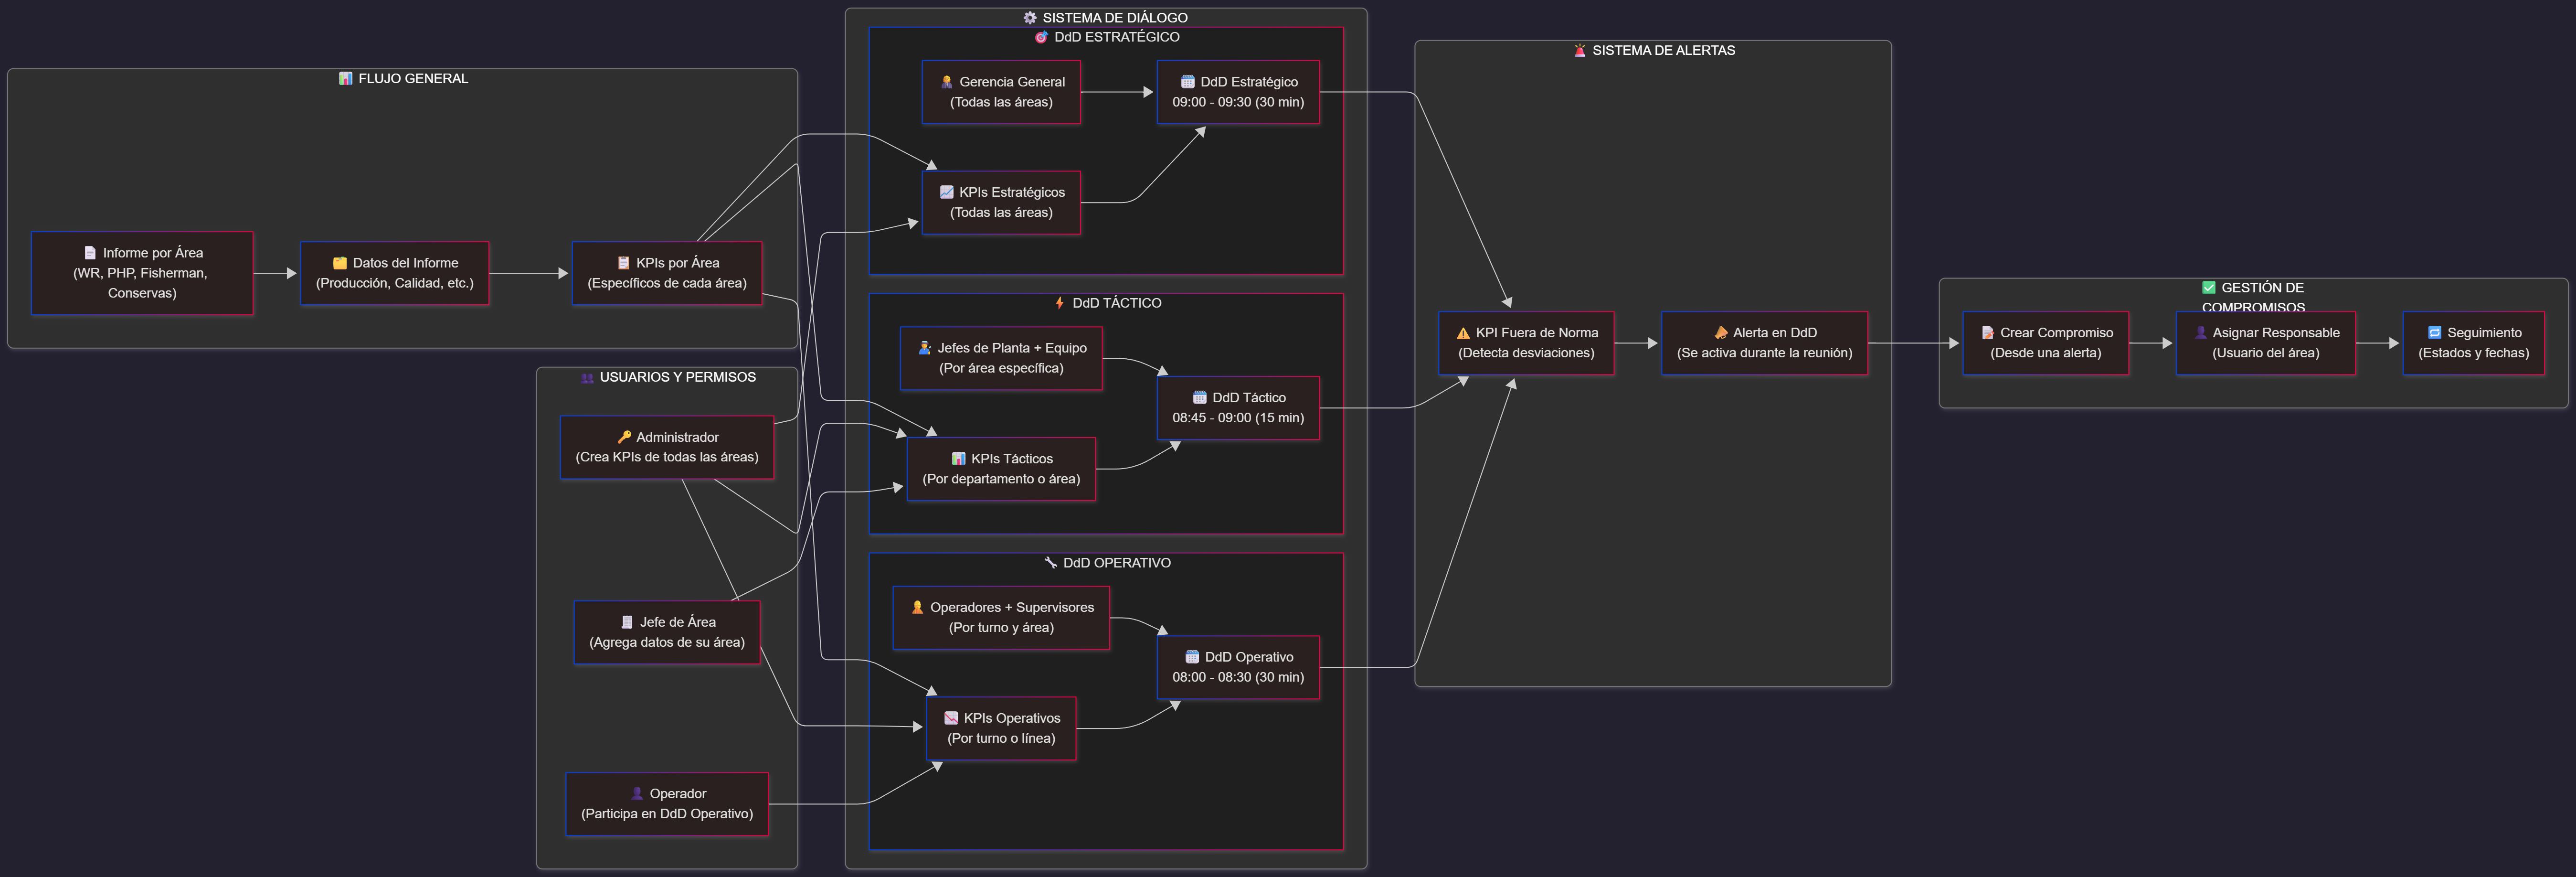 FLUJO GENERAL
Informe por Área
(WR, PHP, Fisherman,
Conservas)
Datos del Informe
(Producción, Calidad, etc.)
KPIs por Área
(Específicos de cada área)
USUARIOS Y PERMISOS
Administrador
(Crea KPIs de todas las áreas)
Jefe de Área
(Agrega datos de su área)
Operador
(Participa en DdD Operativo)
SISTEMA DE DIÁLOGO
DdD ESTRATÉGICO
Gerencia General
(Todas las áreas)
DdD Estratégico
09:00 - 09:30 (30 min)
KPIs Estratégicos
(Todas las áreas)
DdD TÁCTICO
Jefes de Planta + Equipo
(Por área específica)
DdD Táctico
08:45 - 09:00 (15 min)
KPIs Tácticos
(Por departamento o área)
DdD OPERATIVO
Operadores + Supervisores
(Por turno y área)
DdD Operativo
08:00 - 08:30 (30 min)
KPIs Operativos
(Por turno o línea)
SISTEMA DE ALERTAS
KPI Fuera de Norma
(Detecta desviaciones)
Alerta en DdD
(Se activa durante la reunión)
GESTIÓN DE
COMPROMISOS
Crear Compromiso
(Desde una alerta)
Asignar Responsable
(Usuario del área)
Seguimiento
(Estados y fechas)